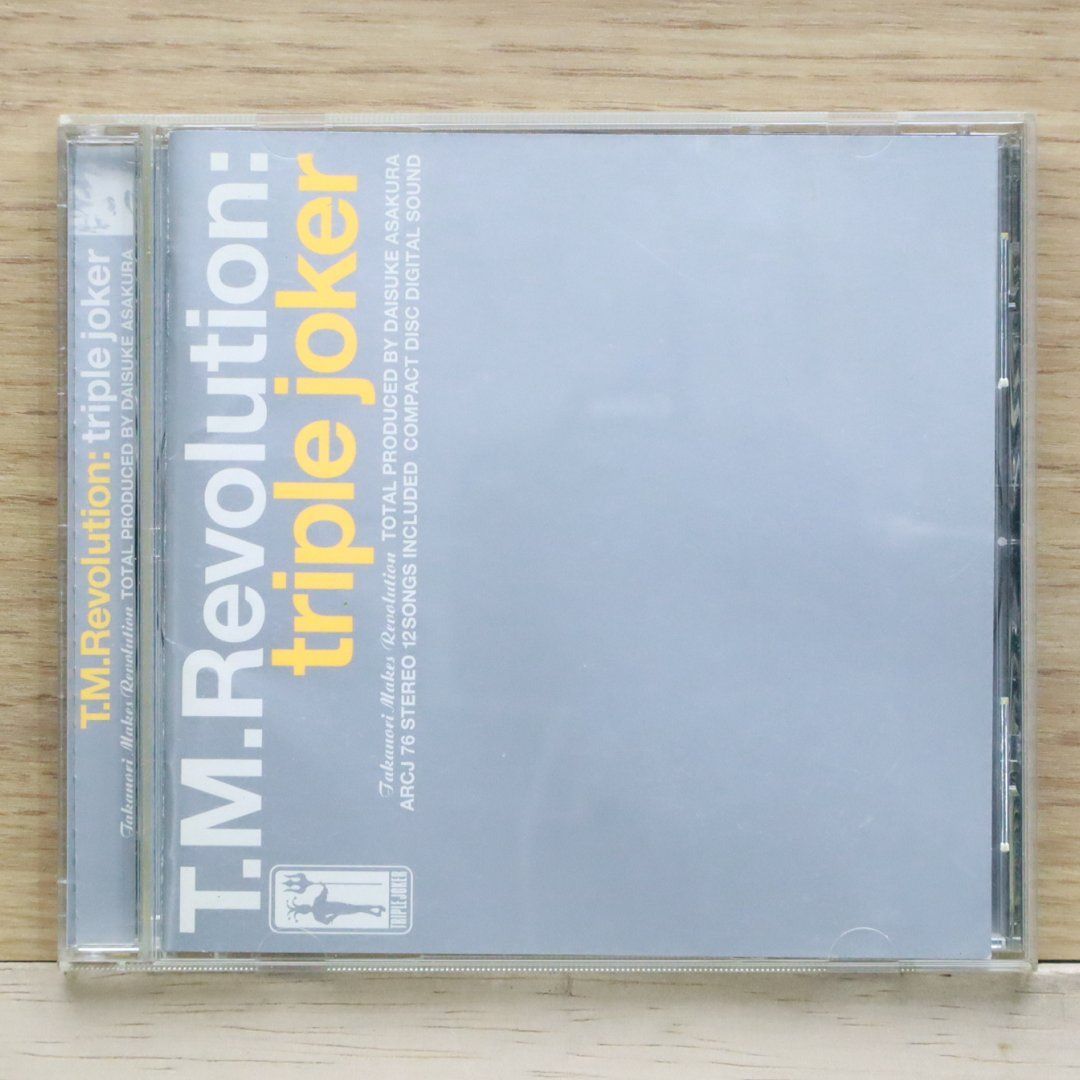 T.M.Revolution: triple joker
Takanori Makes Revolution TOTAL PRODUCED BY DAISUKE ASAKURA
T.M.Revolution:
triple joker
Takanori Makes Revolution TOTAL PRODUCED BY DAISUKE ASAKURA
ARCJ 76 STEREO 12SONGS INCLUDED COMPACT DISC DIGITAL SOUND
TRIPLE JOKER